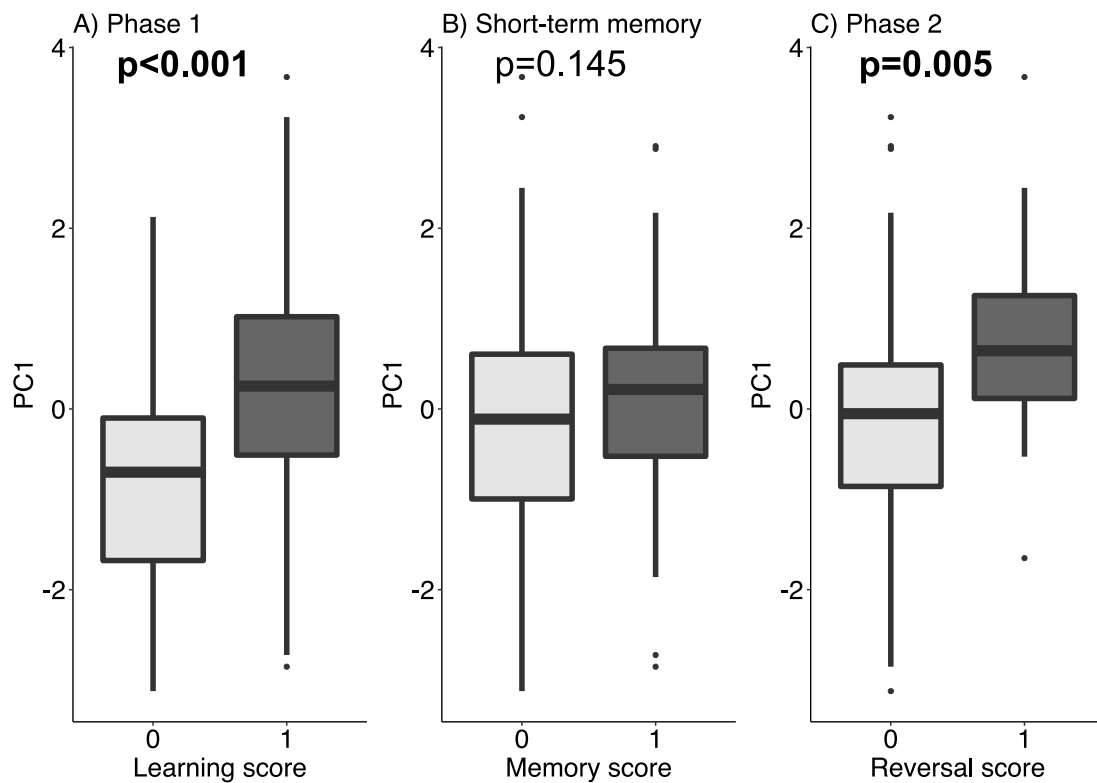 A) Phase 1
p<0.001
4
2
0
-2
PC1
0 1
Learning score
B) Short-term memory
p=0.145
4
2
0
-2
PC1
0 1
Memory score
C) Phase 2
p=0.005
4
2
0
-2
PC1
0 1
Reversal score